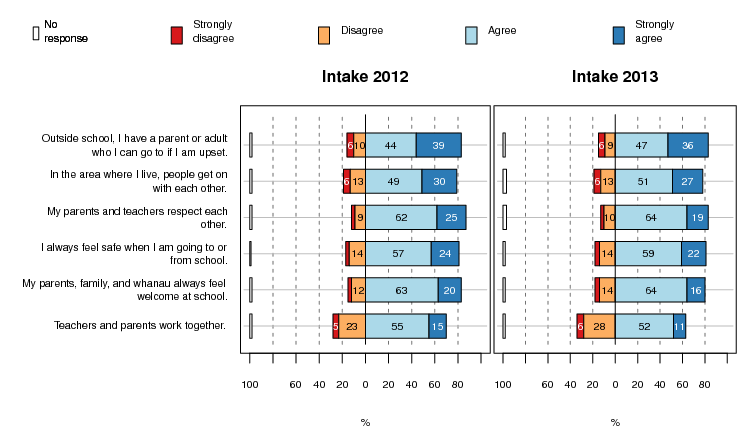 No
response
Strongly
disagree
Disagree
Agree
Strongly
agree
Intake 2012
Intake 2013
Outside school, I have a parent or adult
who I can go to if I am upset.
6 10 44 39
6 9 47 36
In the area where I live, people get on
with each other.
6 13 49 30
6 13 51 27
My parents and teachers respect each
other.
9 62 25
10 64 19
I always feel safe when I am going to or
from school.
14 57 24
14 59 22
My parents, family, and whanau always feel
welcome at school.
12 63 20
14 64 16
Teachers and parents work together.
5 23 55 15
6 28 52 11
100 60 40 20 0 20 40 60 80
100 60 40 20 0 20 40 60 80
%
%